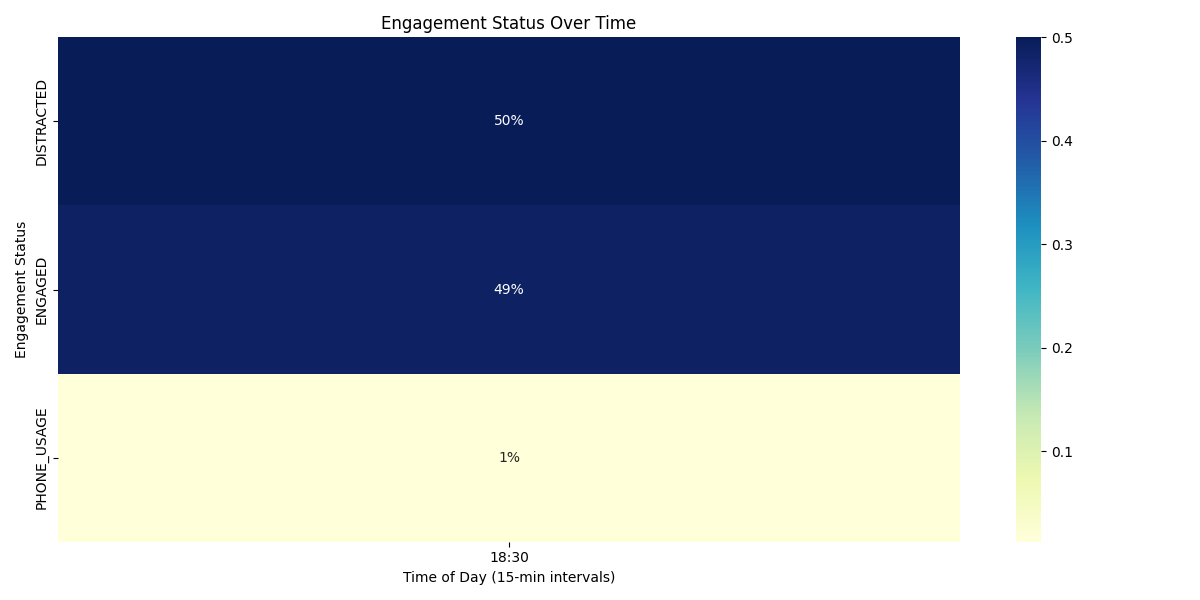 Engagement Status Over Time
Engagement Status
DISTRACTED
ENGAGED
PHONE_USAGE
50%
49%
1%
18:30
Time of Day (15-min intervals)
0.5
0.4
0.3
0.2
0.1